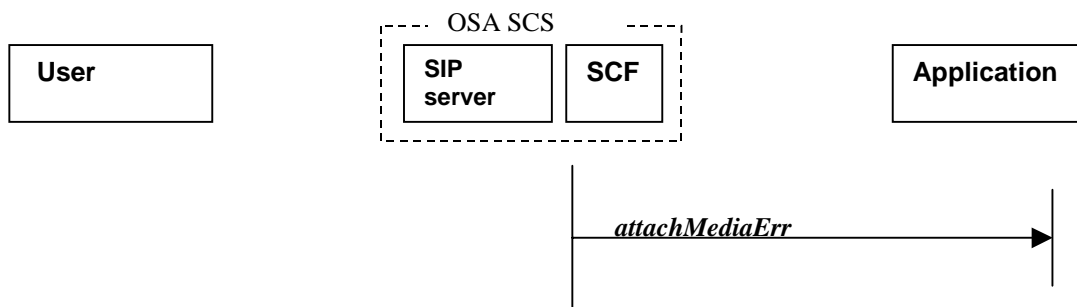 OSA SCS
User
SIP
server
SCF
Application
attachMediaErr